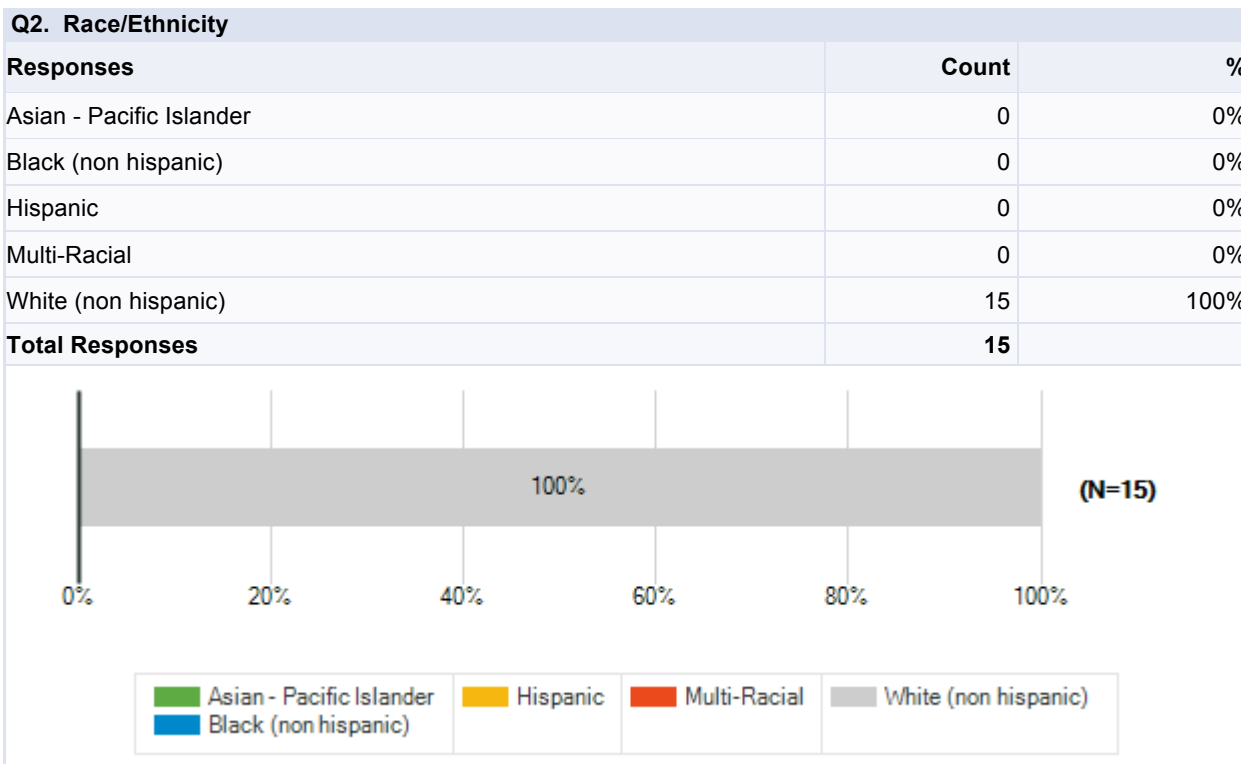 Q2. Race/Ethnicity
Responses Count %
Asian - Pacific Islander 0 0%
Black (non hispanic) 0 0%
Hispanic 0 0%
Multi-Racial 0 0%
White (non hispanic) 15 100%
Total Responses 15
100% (N=15)
0% 20% 40% 60% 80% 100%
Asian - Pacific Islander Hispanic Multi-Racial White (non hispanic)
Black (non hispanic)